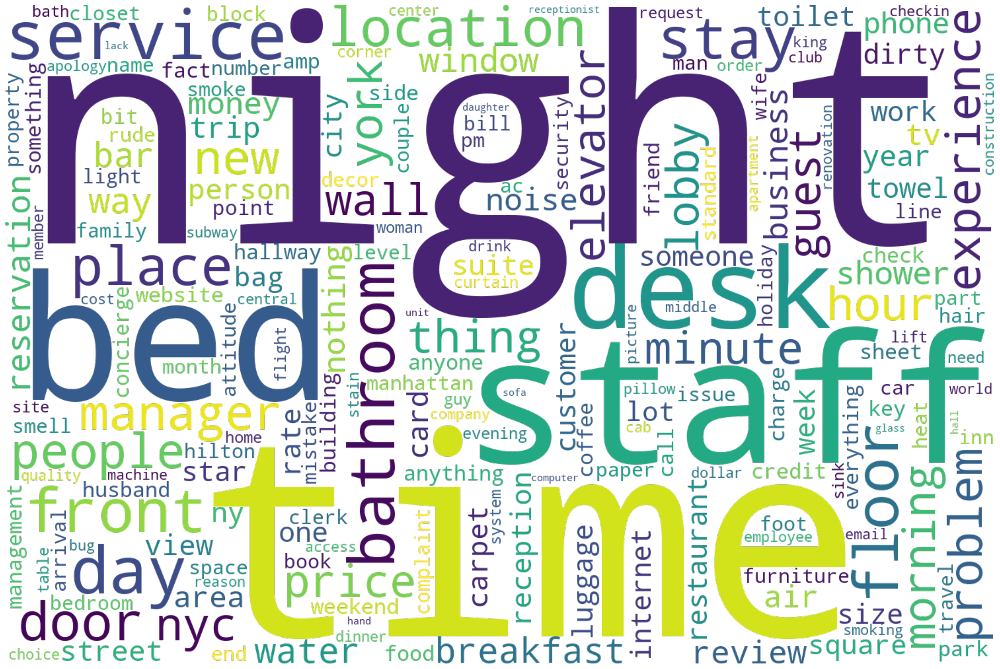 bath
closet
block
center
receptionist
request
toilet
checkin
service
location
stay
phone
experience
lack
king
corner
window
club
dirty
apology
name
fact
number
amp
york
man
order
night
property
something
smoke
side
elevator
wife
construction
money
city
couple
daughter
security
business
work
bit
bill
rude
trip
pm
lobby
guest
renovation
tv
bar
new
friend
standard
apartment
year
light
decor
ac
way
person
wall
noise
towel
point
line
reservation
member
family
subway
woman
place
hallway
nothing
level
drink
desk
someone
holiday
check
bag
bathroom
suite
shower
bed
curtain
cost
concierge
website
attitude
central
unit
middle
hour
part
picture
hair
flight
thing
customer
minute
lift
month
anyone
sheet
need
staff
building
stain
manhattan
card
sofa
pillow
issue
charge
week
car
world
site
manager
rate
mistake
guy
lot
everything
key
heat
smell
company
coffee
cab
call
floor
glass
hall
people
home
evening
inn
hilton
problem
quality
machine
star
anything
reception
computer
paper
dollar
credit
sink
morning
husband
time
management
front
ny
clerk
complaint
carpet
system
restaurant
arrival
one
luggage
internet
foot
employee
email
table
bug
view
access
day
book
space
furniture
travel
reason
price
area
air
bedroom
weekend
size
door
nyc
hand
smoking
dinner
choice
street
end
water
food
breakfast
review
square
park